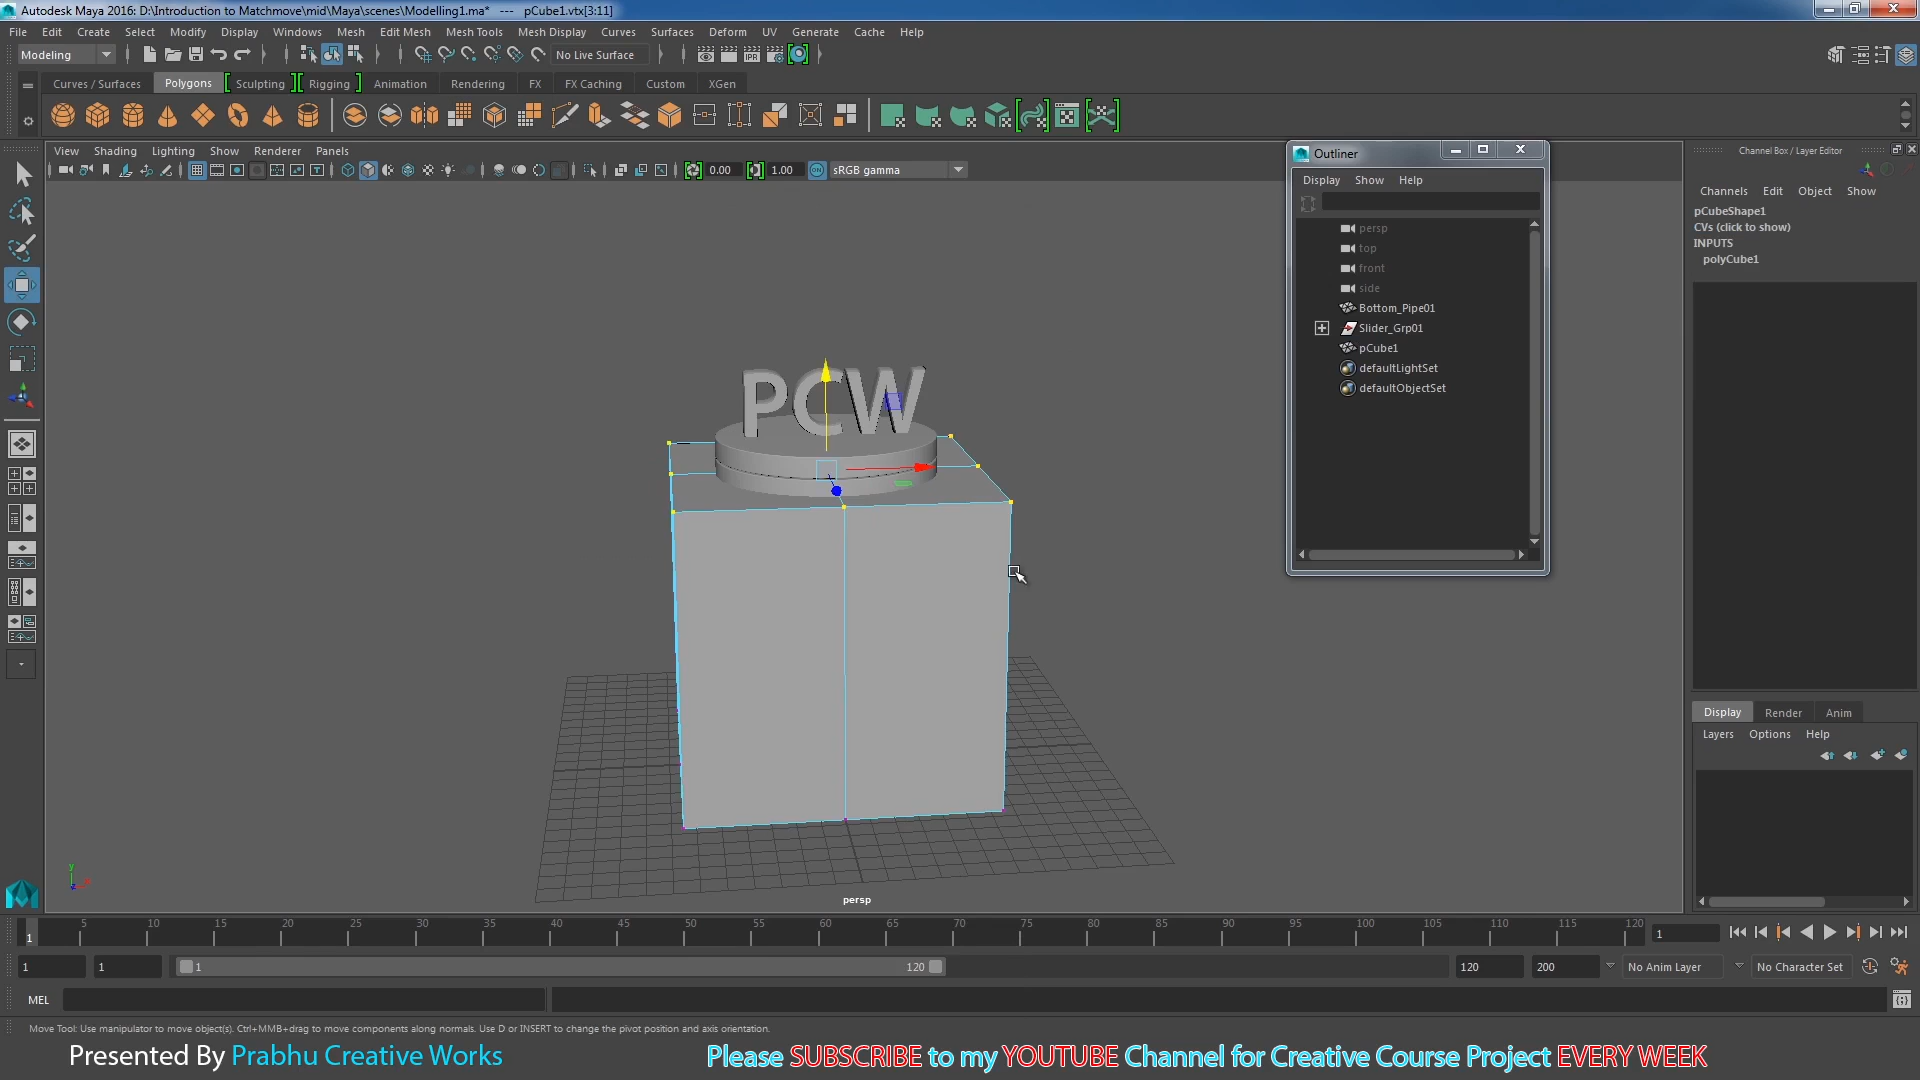 Autodesk Maya 2016: D:\Introduction to Matchmove\mid\Maya\scenes\Modelling1.ma* --- pCube1.vtx[3:11]
File Edit Create Select Modify Display Windows Mesh Edit Mesh Mesh Tools Mesh Display Curves Surfaces Deform UV Generate Cache Help
Modeling No Live Surface
Curves / Surfaces Polygons Sculpting Rigging Animation Rendering FX FX Caching Custom XGen
View Shading Lighting Show Renderer Panels
0.00 1.00 sRGB gamma
Outliner
Display Show Help
persp
top
front
side
Bottom_Pipe01
Slider_Grp01
pCube1
defaultLightSet
defaultObjectSet
Channel Box / Layer Editor
Channels Edit Object Show
pCubeShape1
CVs (click to show)
INPUTS
polyCube1
PCW
persp
Display Render Anim
Layers Options Help
1 5 10 15 20 25 30 35 40 45 50 55 60 65 70 75 80 85 90 95 100 105 110 115 120 1
1 1 1 120 120 200 No Anim Layer No Character Set
MEL
Move Tool: Use manipulator to move object(s). Ctrl+MMB+drag to move components along normals. Use D or INSERT to change the pivot position and axis orientation.
Presented By Prabhu Creative Works
Please SUBSCRIBE to my YOUTUBE Channel for Creative Course Project EVERY WEEK